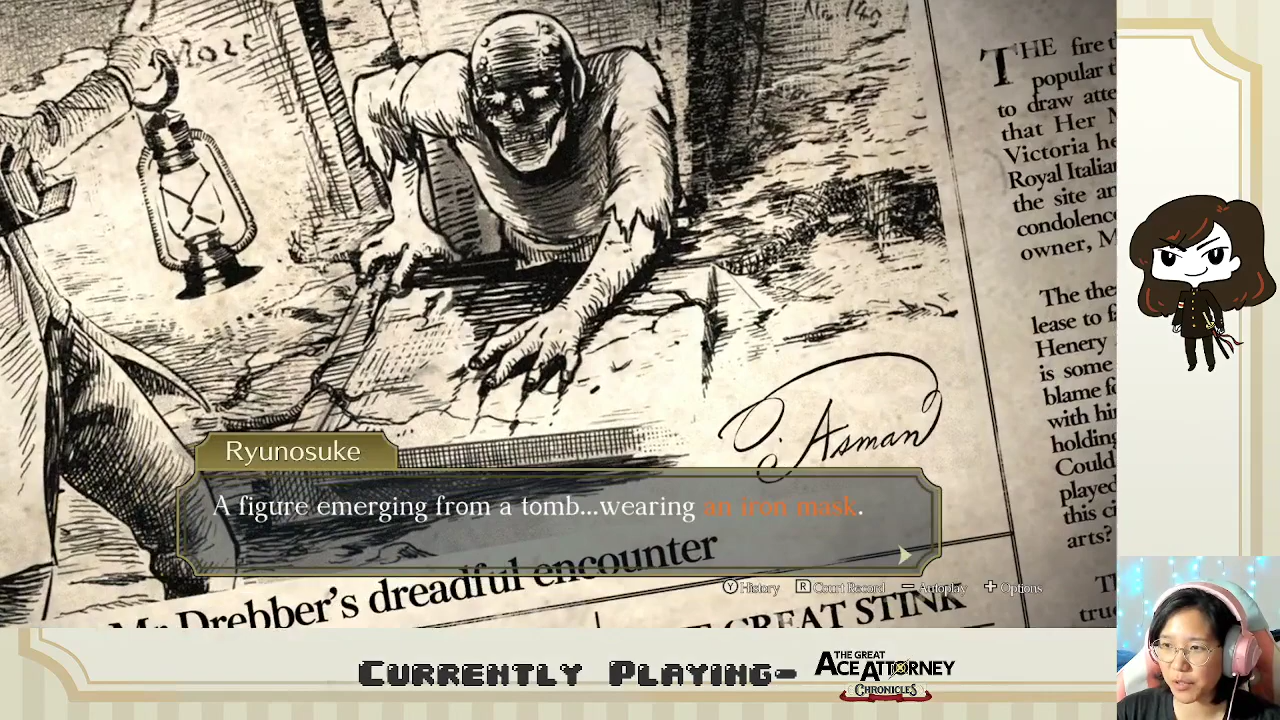 THE fire t
popular t
to draw atte
that Her M
Victoria he
Royal Italian
the site an
condolence
owner, M
The the
lease to fa
Henery
is some
blame fo
with hi
holding
Could
played
this ci
arts?
O. Asman
Ryunosuke
A figure emerging from a tomb...wearing an iron mask.
Mr Drebber's dreadful encounter
GREAT STINK
Y History R Court Record Autoplay Options
true
CURRENTLY PLAYING-
THE GREAT
ACE ATTORNEY
CHRONICLES